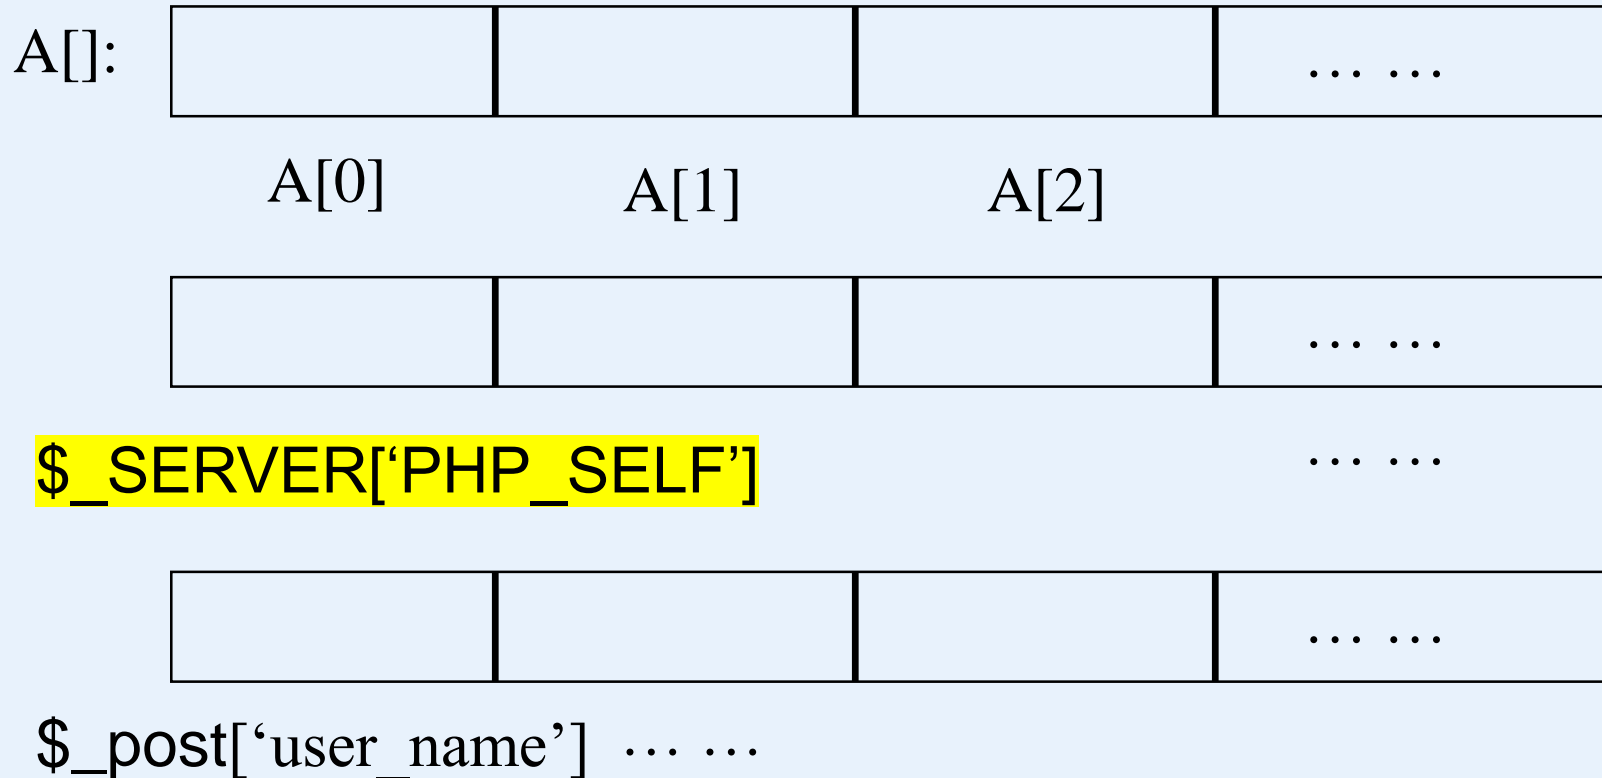 A[]: … …
A[0] A[1] A[2]
… …
$_SERVER[‘PHP_SELF’] … …
… …
$_post[‘user_name’] … …